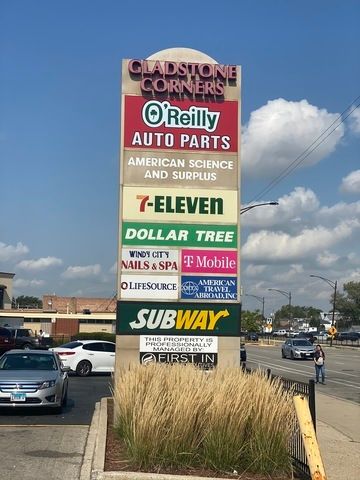 GLADSTONE
CORNERS
O'Reilly
AUTO PARTS
AMERICAN SCIENCE
AND SURPLUS
7-ELEVEN
DOLLAR TREE
WINDY CITY'S
NAILS & SPA
T Mobile
LIFESOURCE
AMERICAN
TRAVEL
ABROAD, INC
SUBWAY
THIS PROPERTY IS
PROFESSIONALLY
MANAGED BY
FIRST IN